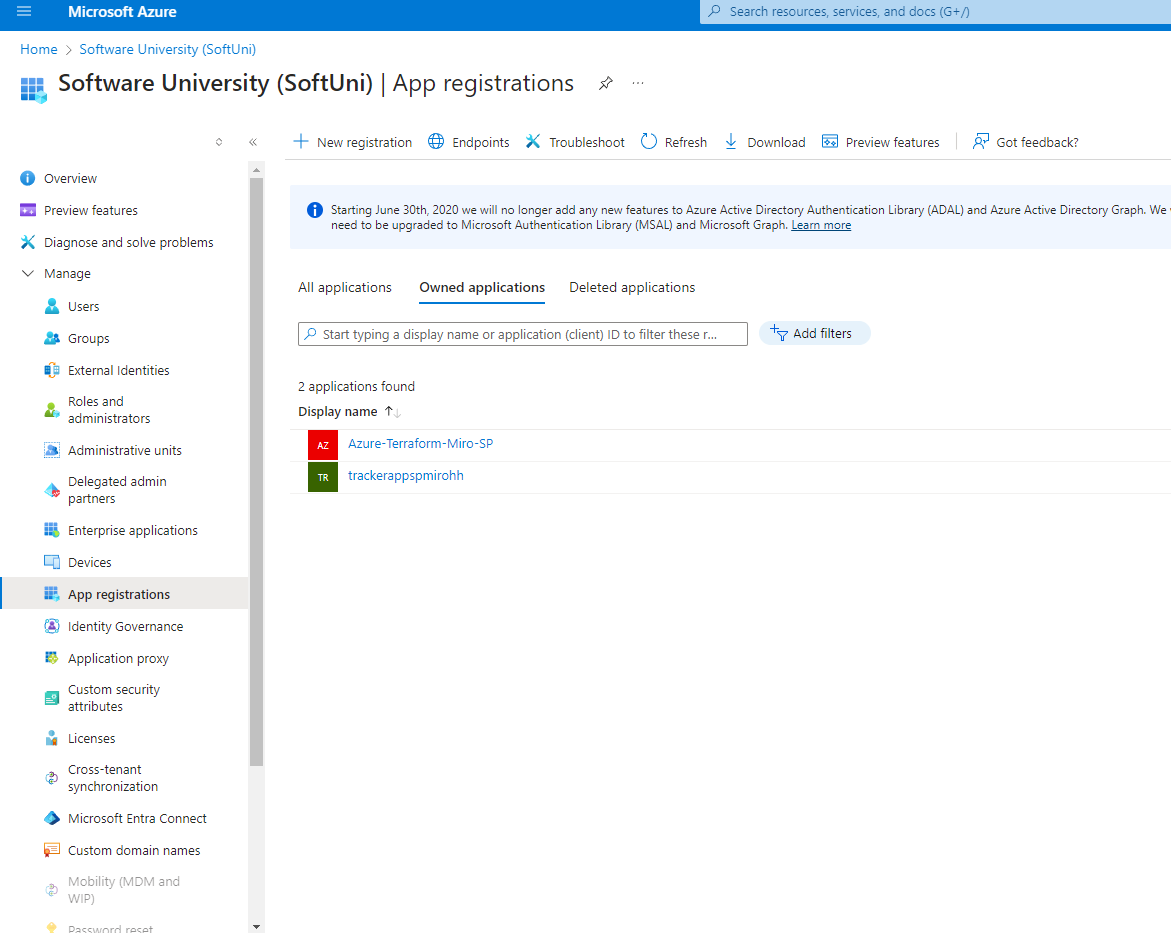 Microsoft Azure
Search resources, services, and docs (G+/)
Home
Software University (SoftUni)
Software University (SoftUni) | App registrations
New registration
Endpoints
Troubleshoot
Refresh
Download
Preview features
Got feedback?
Overview
Preview features
Diagnose and solve problems
Manage
Users
Groups
External Identities
Roles and
administrators
Administrative units
Delegated admin
partners
Enterprise applications
Devices
App registrations
Identity Governance
Application proxy
Custom security
attributes
Licenses
Cross-tenant
synchronization
Microsoft Entra Connect
Custom domain names
Mobility (MDM and
WIP)
Password reset
Starting June 30th, 2020 we will no longer add any new features to Azure Active Directory Authentication Library (ADAL) and Azure Active Directory Graph. We
need to be upgraded to Microsoft Authentication Library (MSAL) and Microsoft Graph. Learn more
All applications
Owned applications
Deleted applications
Start typing a display name or application (client) ID to filter these r...
Add filters
2 applications found
Display name
AZ
Azure-Terraform-Miro-SP
TR
trackerappspmirohh